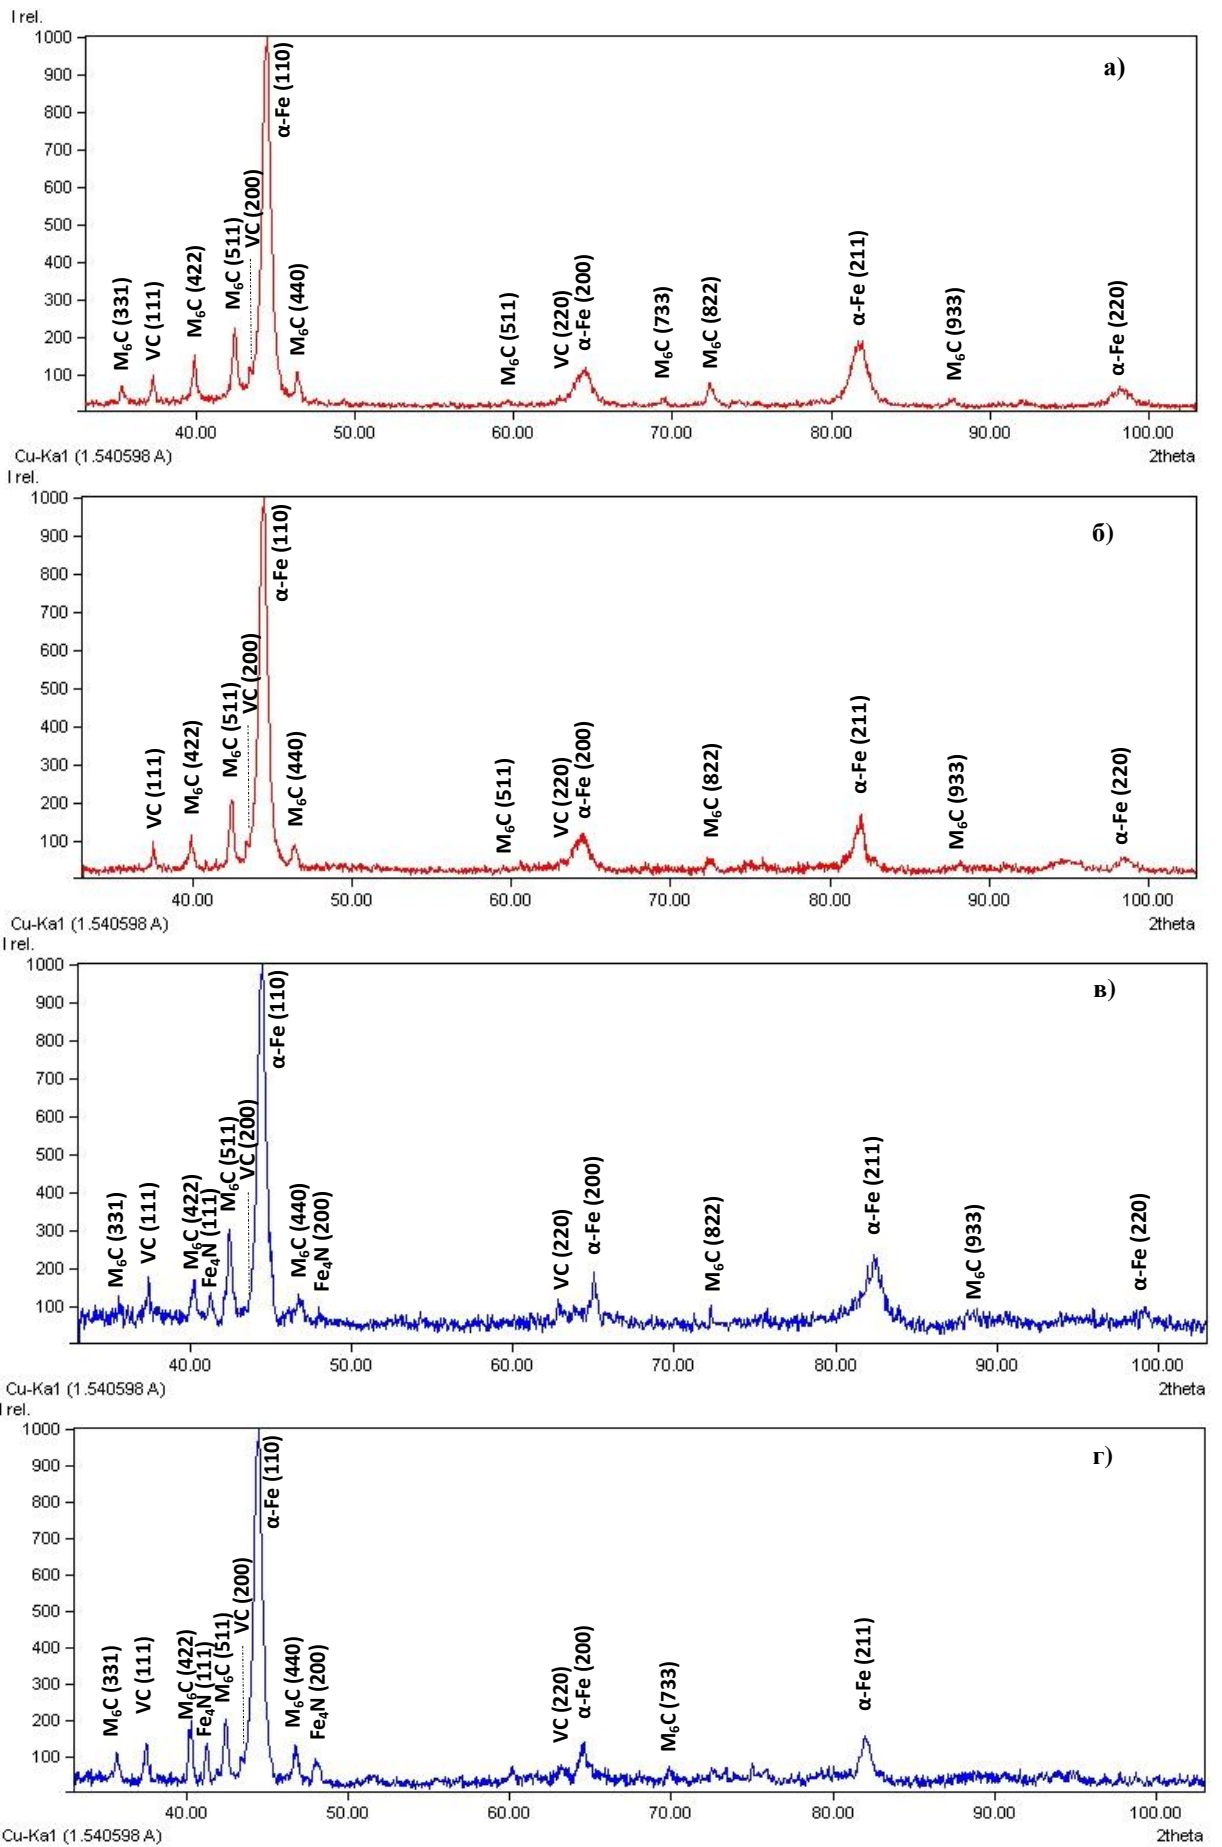 I rel.
1000
900
800
700
600
500
400
300
200
100
M₆C (331)
VC (111)
M₆C (422)
M₆C (511)
VC (200)
α-Fe (110)
M₆C (440)
M₆C (511)
VC (220)
α-Fe (200)
M₆C (733)
M₆C (822)
α-Fe (211)
M₆C (933)
α-Fe (220)
а)
40.00 50.00 60.00 70.00 80.00 90.00 100.00
Cu-Ka1 (1.540598 A) 2theta
I rel.
1000
900
800
700
600
500
400
300
200
100
VC (111)
M₆C (422)
M₆C (511)
VC (200)
α-Fe (110)
M₆C (440)
M₆C (511)
VC (220)
α-Fe (200)
M₆C (822)
α-Fe (211)
M₆C (933)
α-Fe (220)
б)
40.00 50.00 60.00 70.00 80.00 90.00 100.00
Cu-Ka1 (1.540598 A) 2theta
I rel.
1000
900
800
700
600
500
400
300
200
100
M₆C (331)
VC (111)
M₆C (422)
Fe₄N (111)
M₆C (511)
VC (200)
α-Fe (110)
M₆C (440)
Fe₄N (200)
VC (220)
α-Fe (200)
M₆C (822)
α-Fe (211)
M₆C (933)
α-Fe (220)
в)
40.00 50.00 60.00 70.00 80.00 90.00 100.00
Cu-Ka1 (1.540598 A) 2theta
I rel.
1000
900
800
700
600
500
400
300
200
100
M₆C (331)
VC (111)
M₆C (422)
Fe₄N (111)
M₆C (511)
VC (200)
α-Fe (110)
M₆C (440)
Fe₄N (200)
VC (220)
α-Fe (200)
M₆C (733)
α-Fe (211)
г)
40.00 50.00 60.00 70.00 80.00 90.00 100.00
Cu-Ka1 (1.540598 A) 2theta